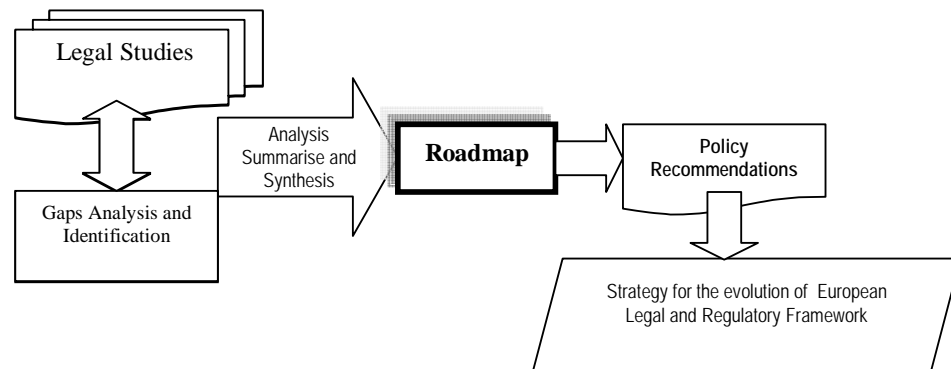 Legal Studies
Gaps Analysis and
Identification
Analysis
Summarise and
Synthesis
Roadmap
Policy
Recommendations
Strategy for the evolution of European
Legal and Regulatory Framework